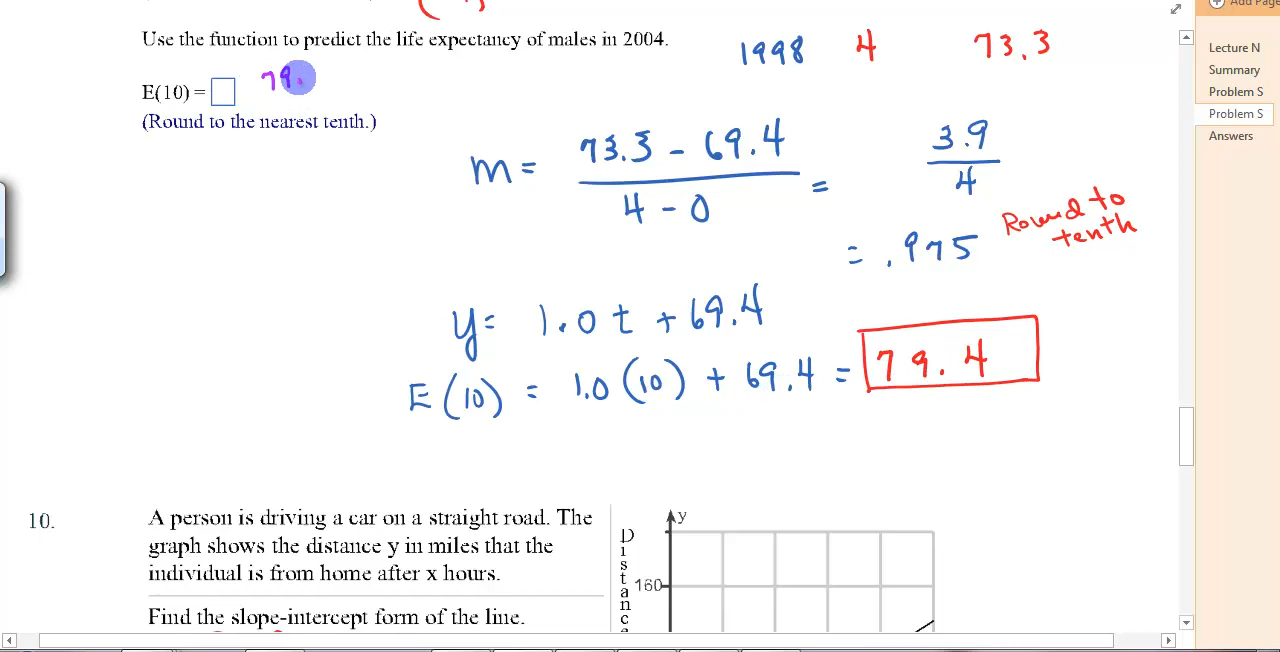 Add Page
Use the function to predict the life expectancy of males in 2004.
1998 4 73.3
E(10) = 79.
(Round to the nearest tenth.)
m = 73.3 - 69.4 / 4 - 0 = 3.9 / 4
= .975 Round to tenth
y = 1.0 t + 69.4
E(10) = 1.0(10) + 69.4 = 79.4
10.
A person is driving a car on a straight road. The
graph shows the distance y in miles that the
individual is from home after x hours.
Find the slope-intercept form of the line.
y
Distanc
160
Lecture N
Summary
Problem S
Problem S
Answers